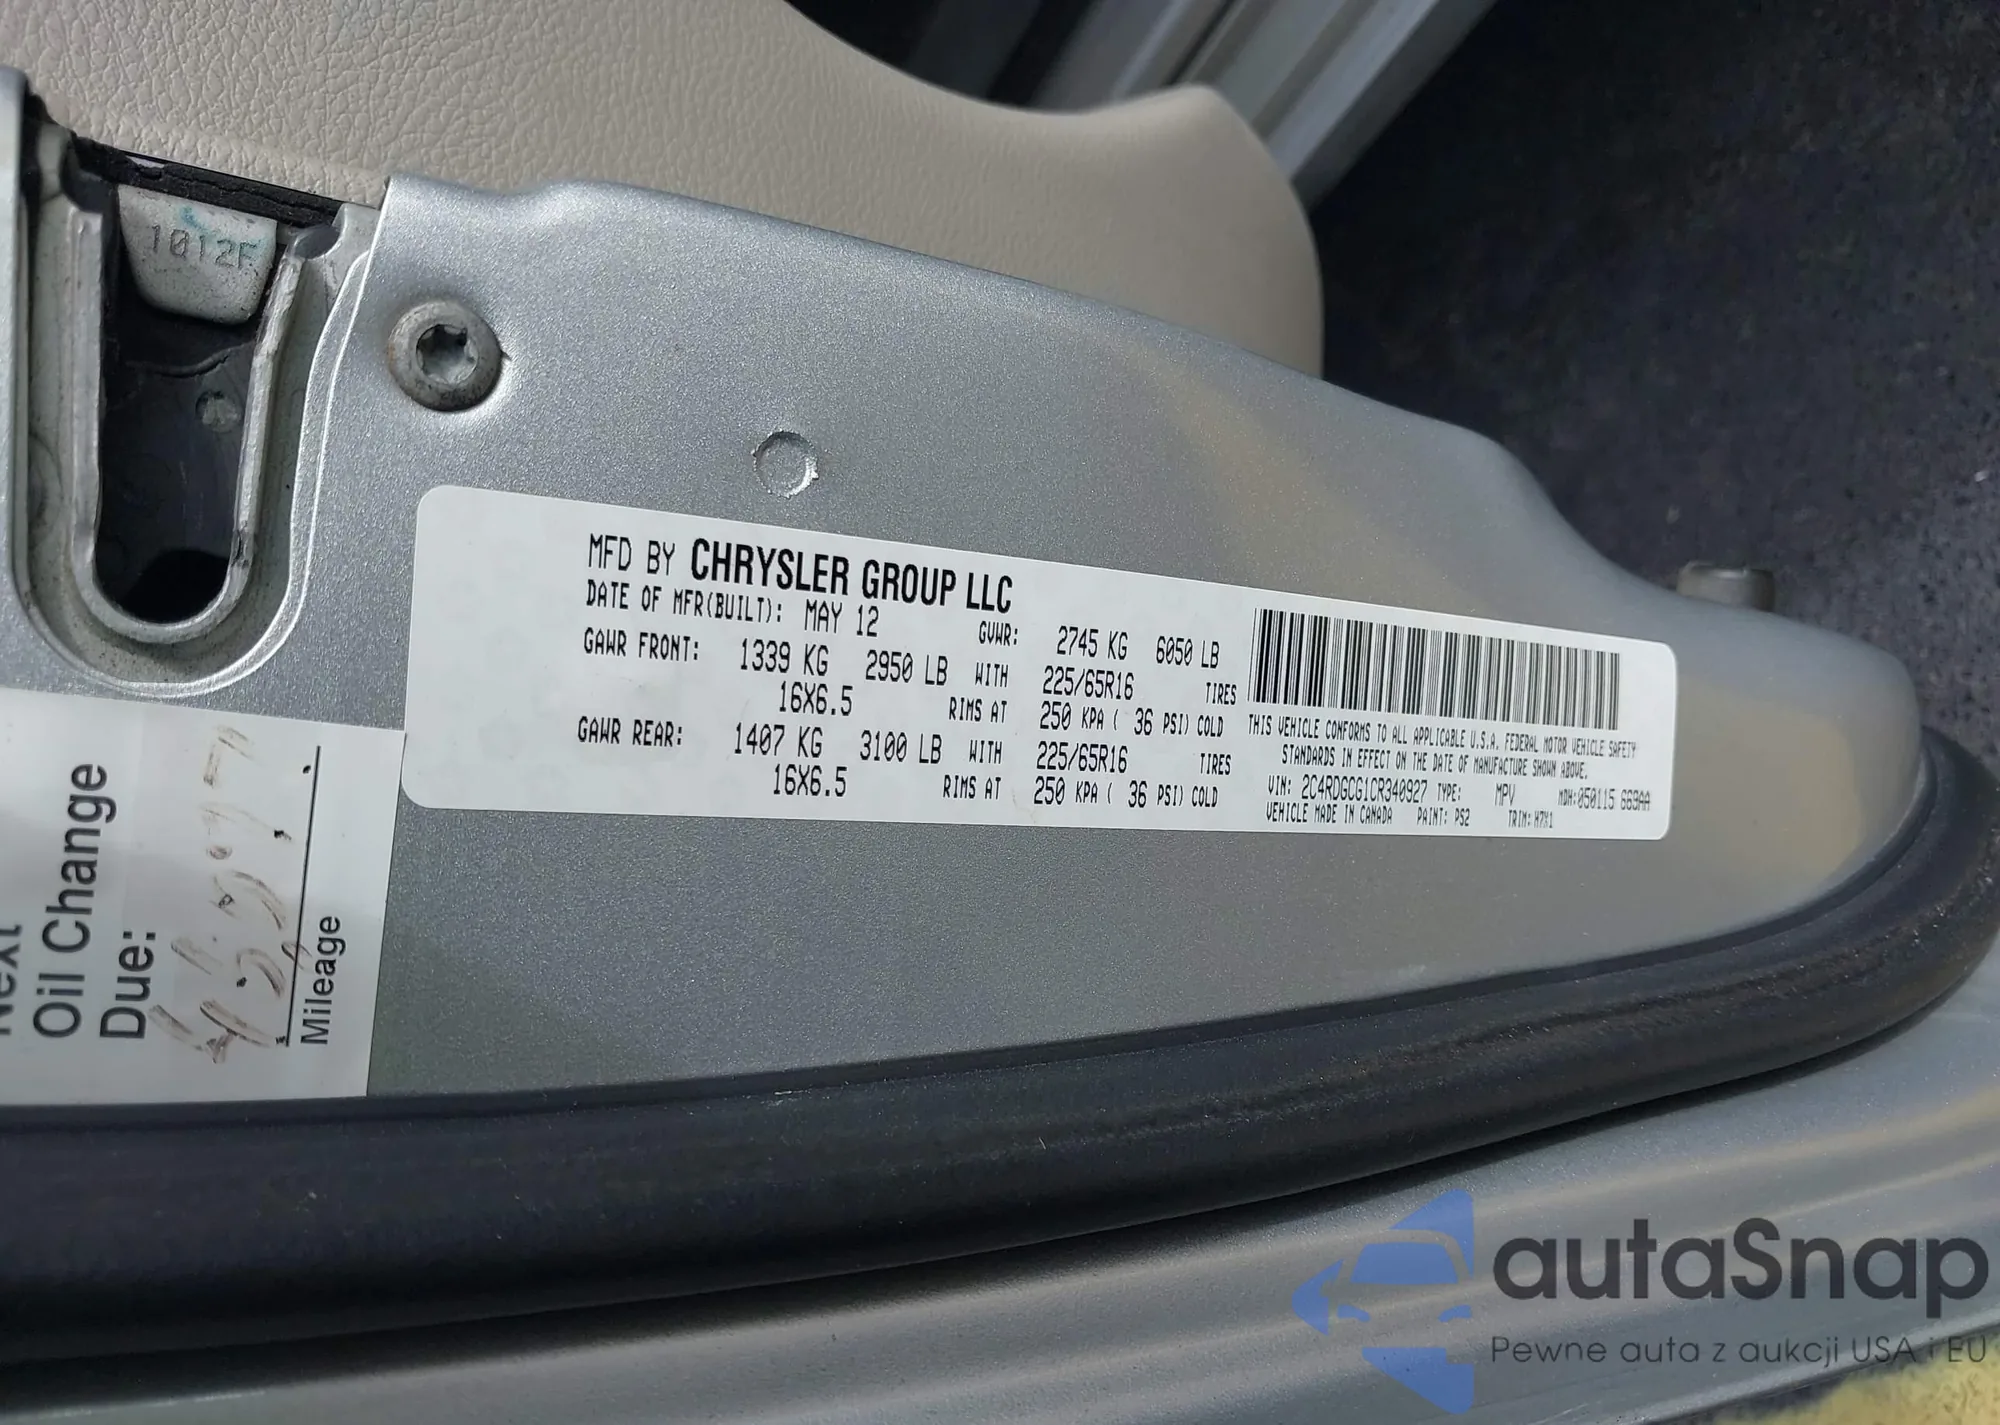 1012F
MFD BY CHRYSLER GROUP LLC
DATE OF MFR(BUILT): MAY 12 GVWR: 2745 KG 6050 LB
GAWR FRONT: 1339 KG 2950 LB WITH 225/65R16 TIRES
16X6.5 RIMS AT 250 KPA ( 36 PSI) COLD
GAWR REAR: 1407 KG 3100 LB WITH 225/65R16 TIRES
16X6.5 RIMS AT 250 KPA ( 36 PSI) COLD
THIS VEHICLE CONFORMS TO ALL APPLICABLE U.S.A. FEDERAL MOTOR VEHICLE SAFETY
STANDARDS IN EFFECT ON THE DATE OF MANUFACTURE SHOWN ABOVE.
VIN: 2C4RDGCG1CR340927 TYPE: MPV MDH:050115 669AA
VEHICLE MADE IN CANADA PAINT: PS2 TRIM: H7X1
Next
Oil Change
Due:
Mileage
autaSnap
Pewne auta z aukcji USA i EU